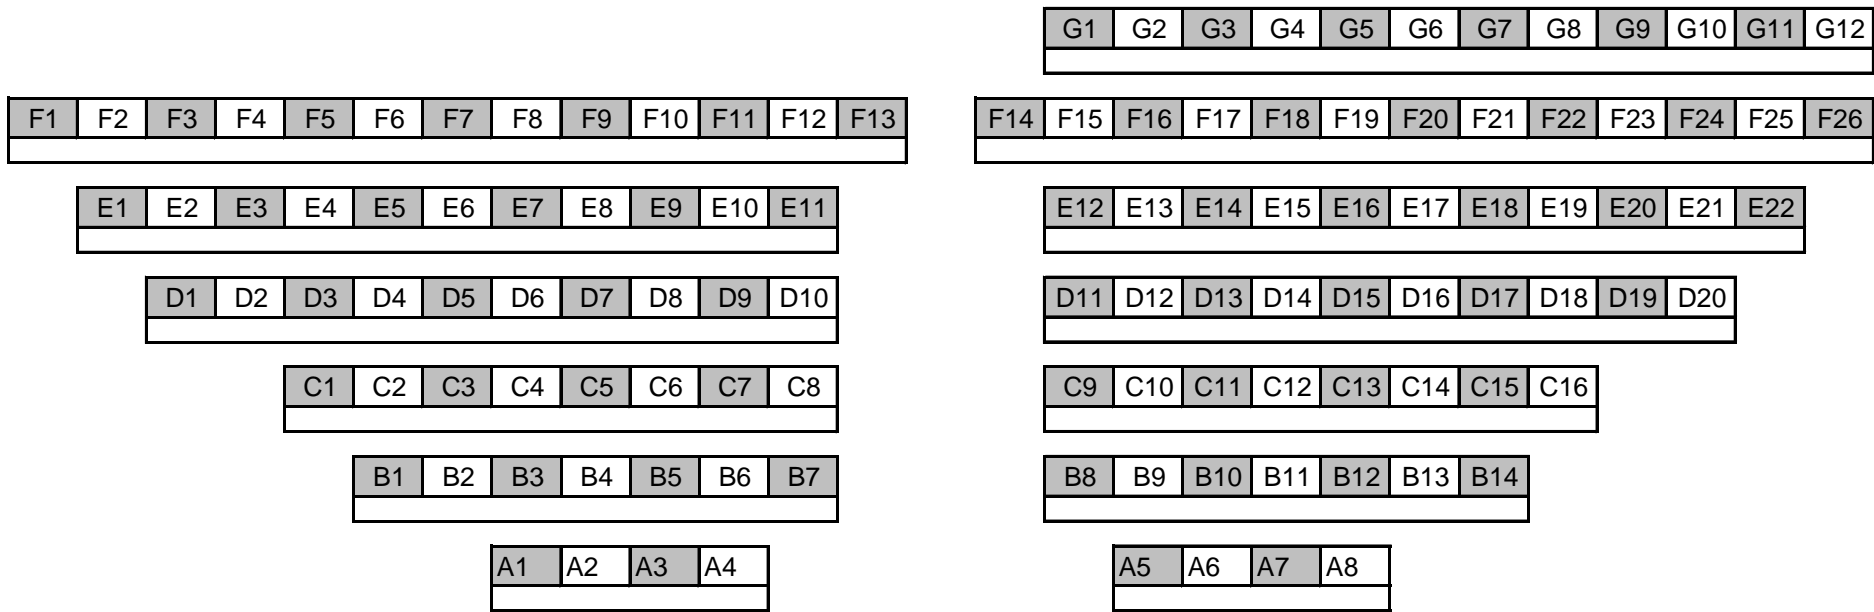 G1 G2 G3 G4 G5 G6 G7 G8 G9 G10 G11 G12
F1 F2 F3 F4 F5 F6 F7 F8 F9 F10 F11 F12 F13 F14 F15 F16 F17 F18 F19 F20 F21 F22 F23 F24 F25 F26
E1 E2 E3 E4 E5 E6 E7 E8 E9 E10 E11 E12 E13 E14 E15 E16 E17 E18 E19 E20 E21 E22
D1 D2 D3 D4 D5 D6 D7 D8 D9 D10 D11 D12 D13 D14 D15 D16 D17 D18 D19 D20
C1 C2 C3 C4 C5 C6 C7 C8 C9 C10 C11 C12 C13 C14 C15 C16
B1 B2 B3 B4 B5 B6 B7 B8 B9 B10 B11 B12 B13 B14
A1 A2 A3 A4 A5 A6 A7 A8